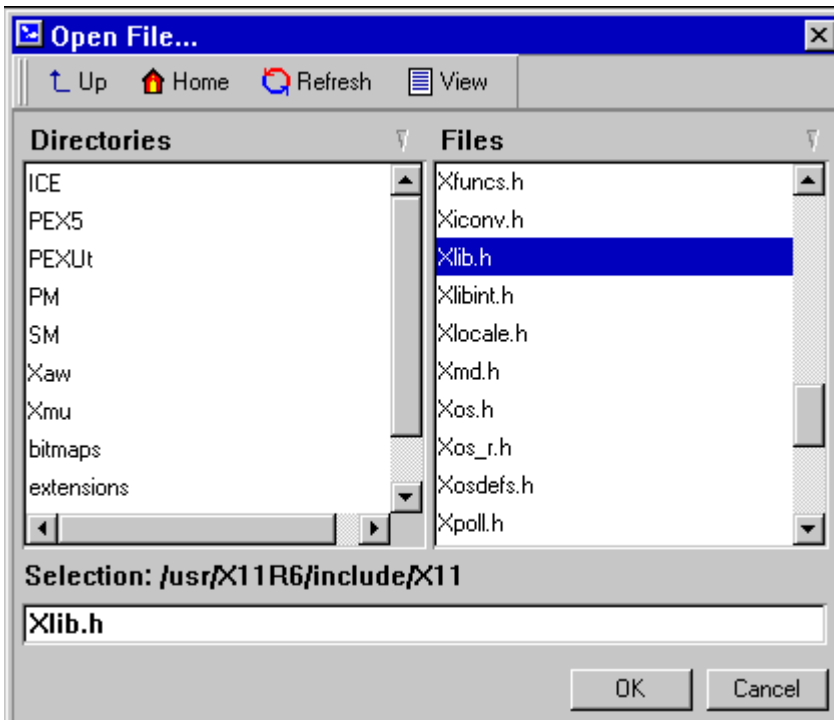 Open File...
Up Home Refresh View
Directories
ICE
PEX5
PEXUt
PM
SM
Xaw
Xmu
bitmaps
extensions
Files
Xfuncs.h
Xiconv.h
Xlib.h
Xlibint.h
Xlocale.h
Xmd.h
Xos.h
Xos_r.h
Xosdefs.h
Xpoll.h
Selection: /usr/X11R6/include/X11
Xlib.h
OK Cancel